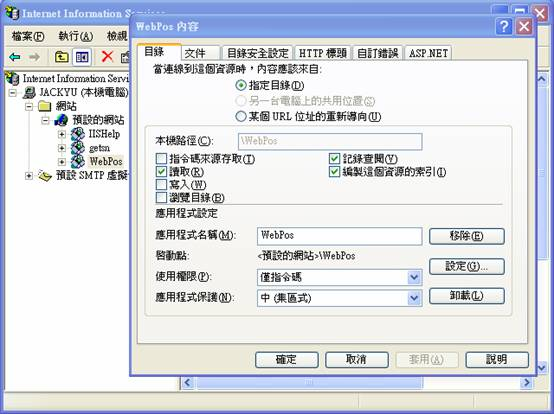 Internet Information Services
檔案(F) 執行(A) 檢視
Internet Information Servi
JACKYU (本機電腦)
網站
預設的網站
IISHelp
getsn
WebPos
預設 SMTP 虛擬
WebPos 內容
目錄 文件 目錄安全設定 HTTP 標頭 自訂錯誤 ASP.NET
當連線到這個資源時，內容應該來自:
指定目錄(D)
另一台電腦上的共用位置(S)
某個 URL 位址的重新導向(U)
本機路徑(C): \WebPos
指令碼來源存取(T) 記錄查閱(V)
讀取(R) 編製這個資源的索引(I)
寫入(W)
瀏覽目錄(B)
應用程式設定
應用程式名稱(M): WebPos 移除(E)
啟動點: <預設的網站>\WebPos
設定(G)...
使用權限(P): 僅指令碼
應用程式保護(N): 中 (集區式) 卸載(L)
確定 取消 套用(A) 說明